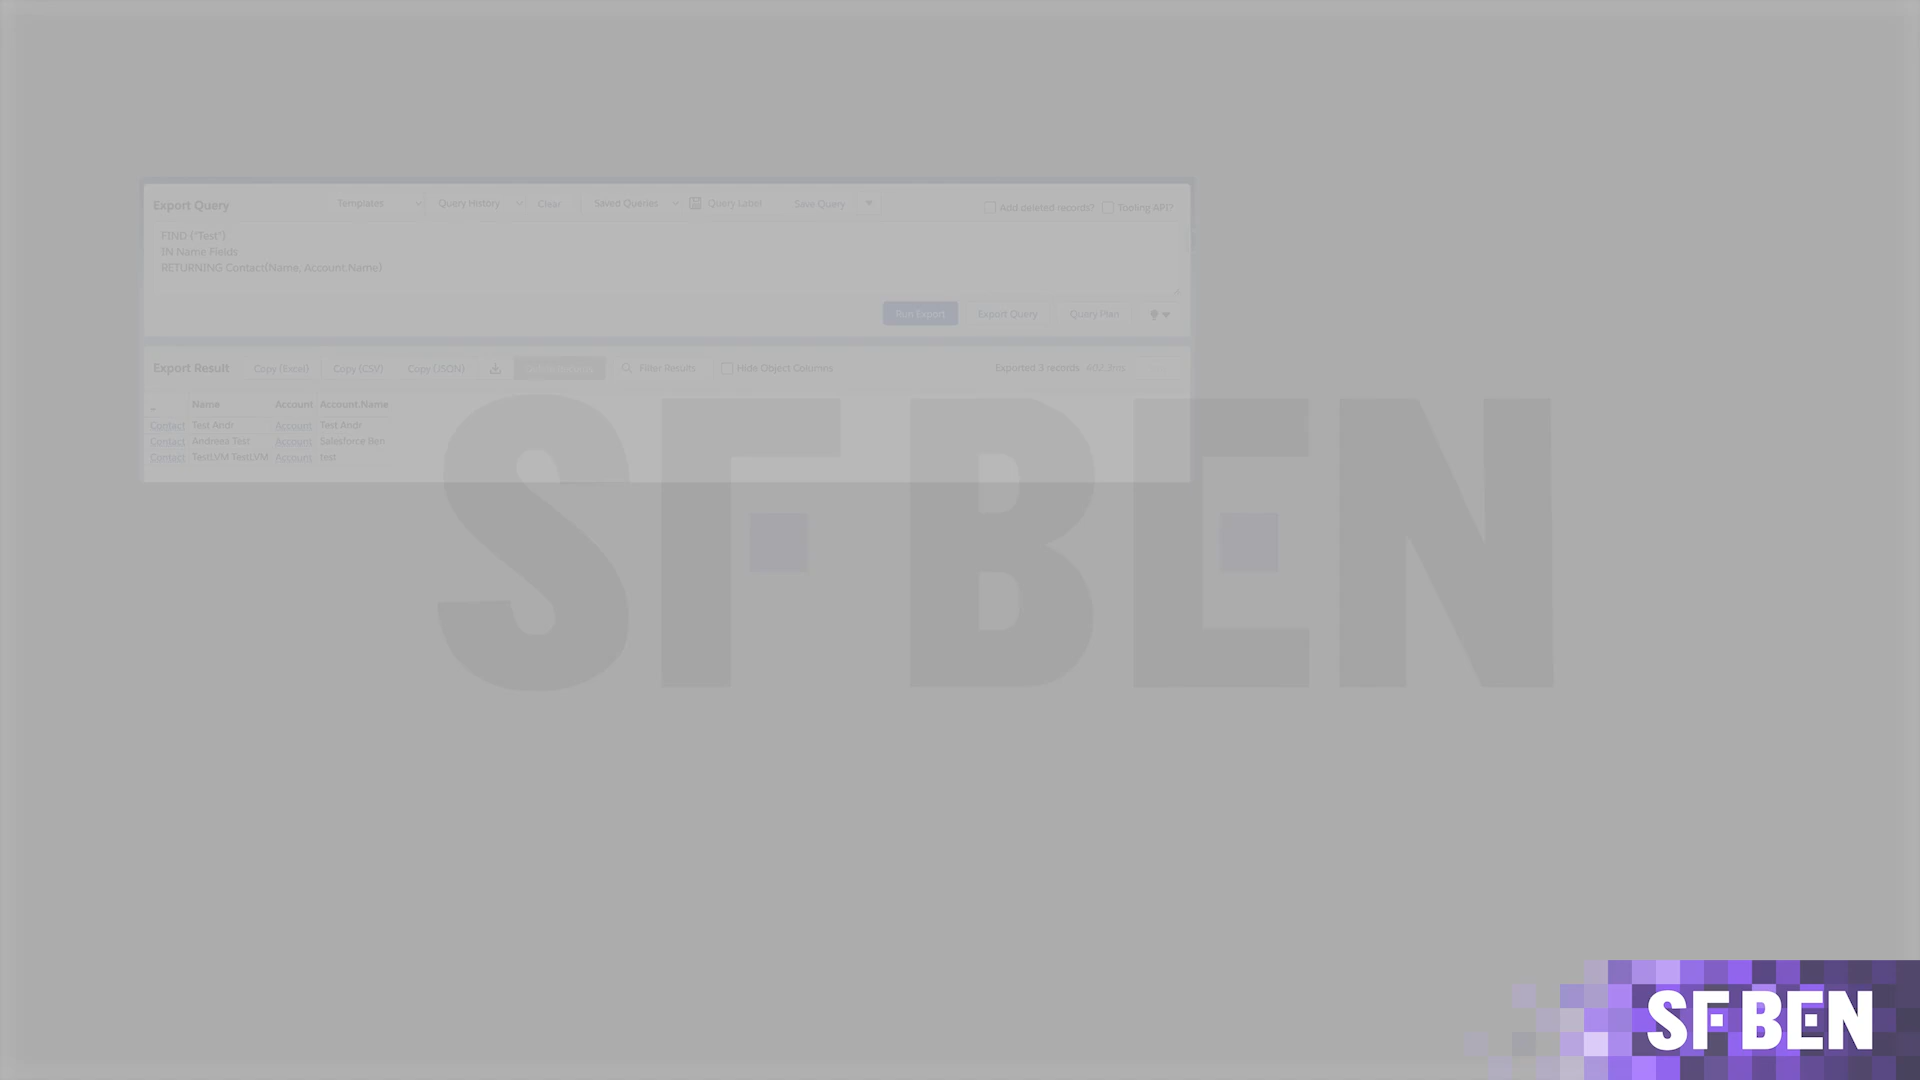 Export Query
Templates
Query History
Clear
Saved Queries
Query Label
Save Query
Add deleted records?
Tooling API?
FIND {"Test"}
IN Name Fields
RETURNING Contact(Name, Account.Name)
Run Export
Export Query
Query Plan
Export Result
Copy (Excel)
Copy (CSV)
Copy (JSON)
Filter Results
Hide Object Columns
Exported 3 records 402.3ms
Name Account Account.Name
Contact Test Andr Account Test Andr
Contact Andreea Test Account Salesforce Ben
Contact TestLVM TestLVM Account test
SF BEN
SF BEN